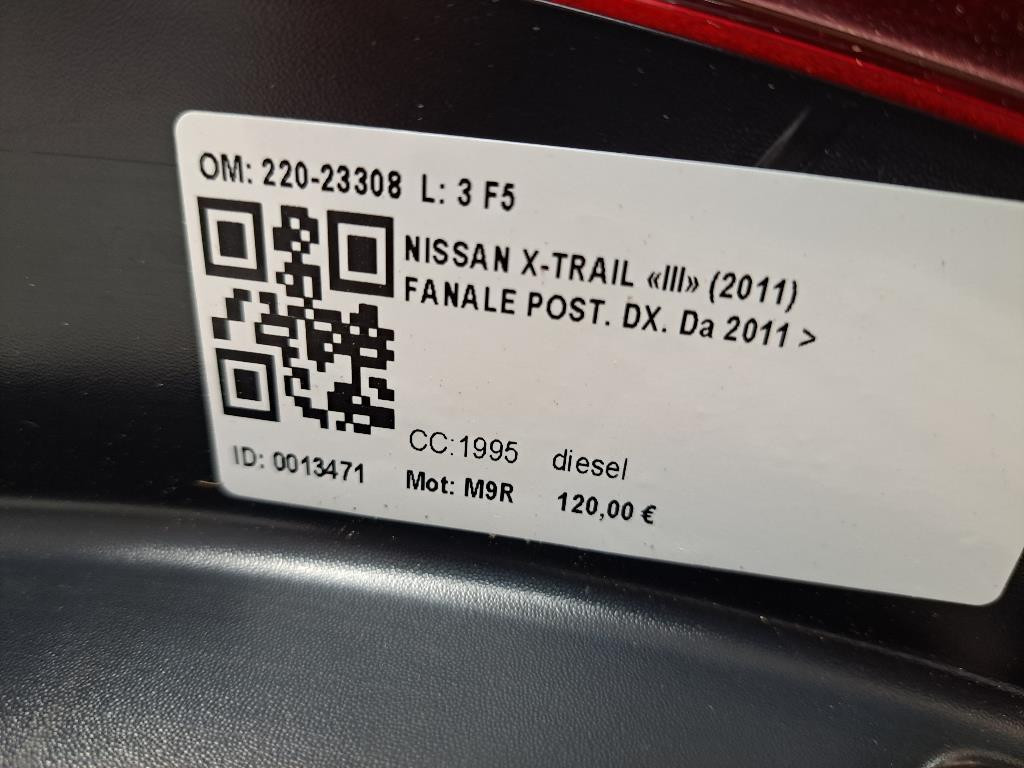 OM: 220-23308 L: 3 F5
NISSAN X-TRAIL «III» (2011)
FANALE POST. DX. Da 2011 >
CC:1995 diesel
ID: 0013471 Mot: M9R 120,00 €